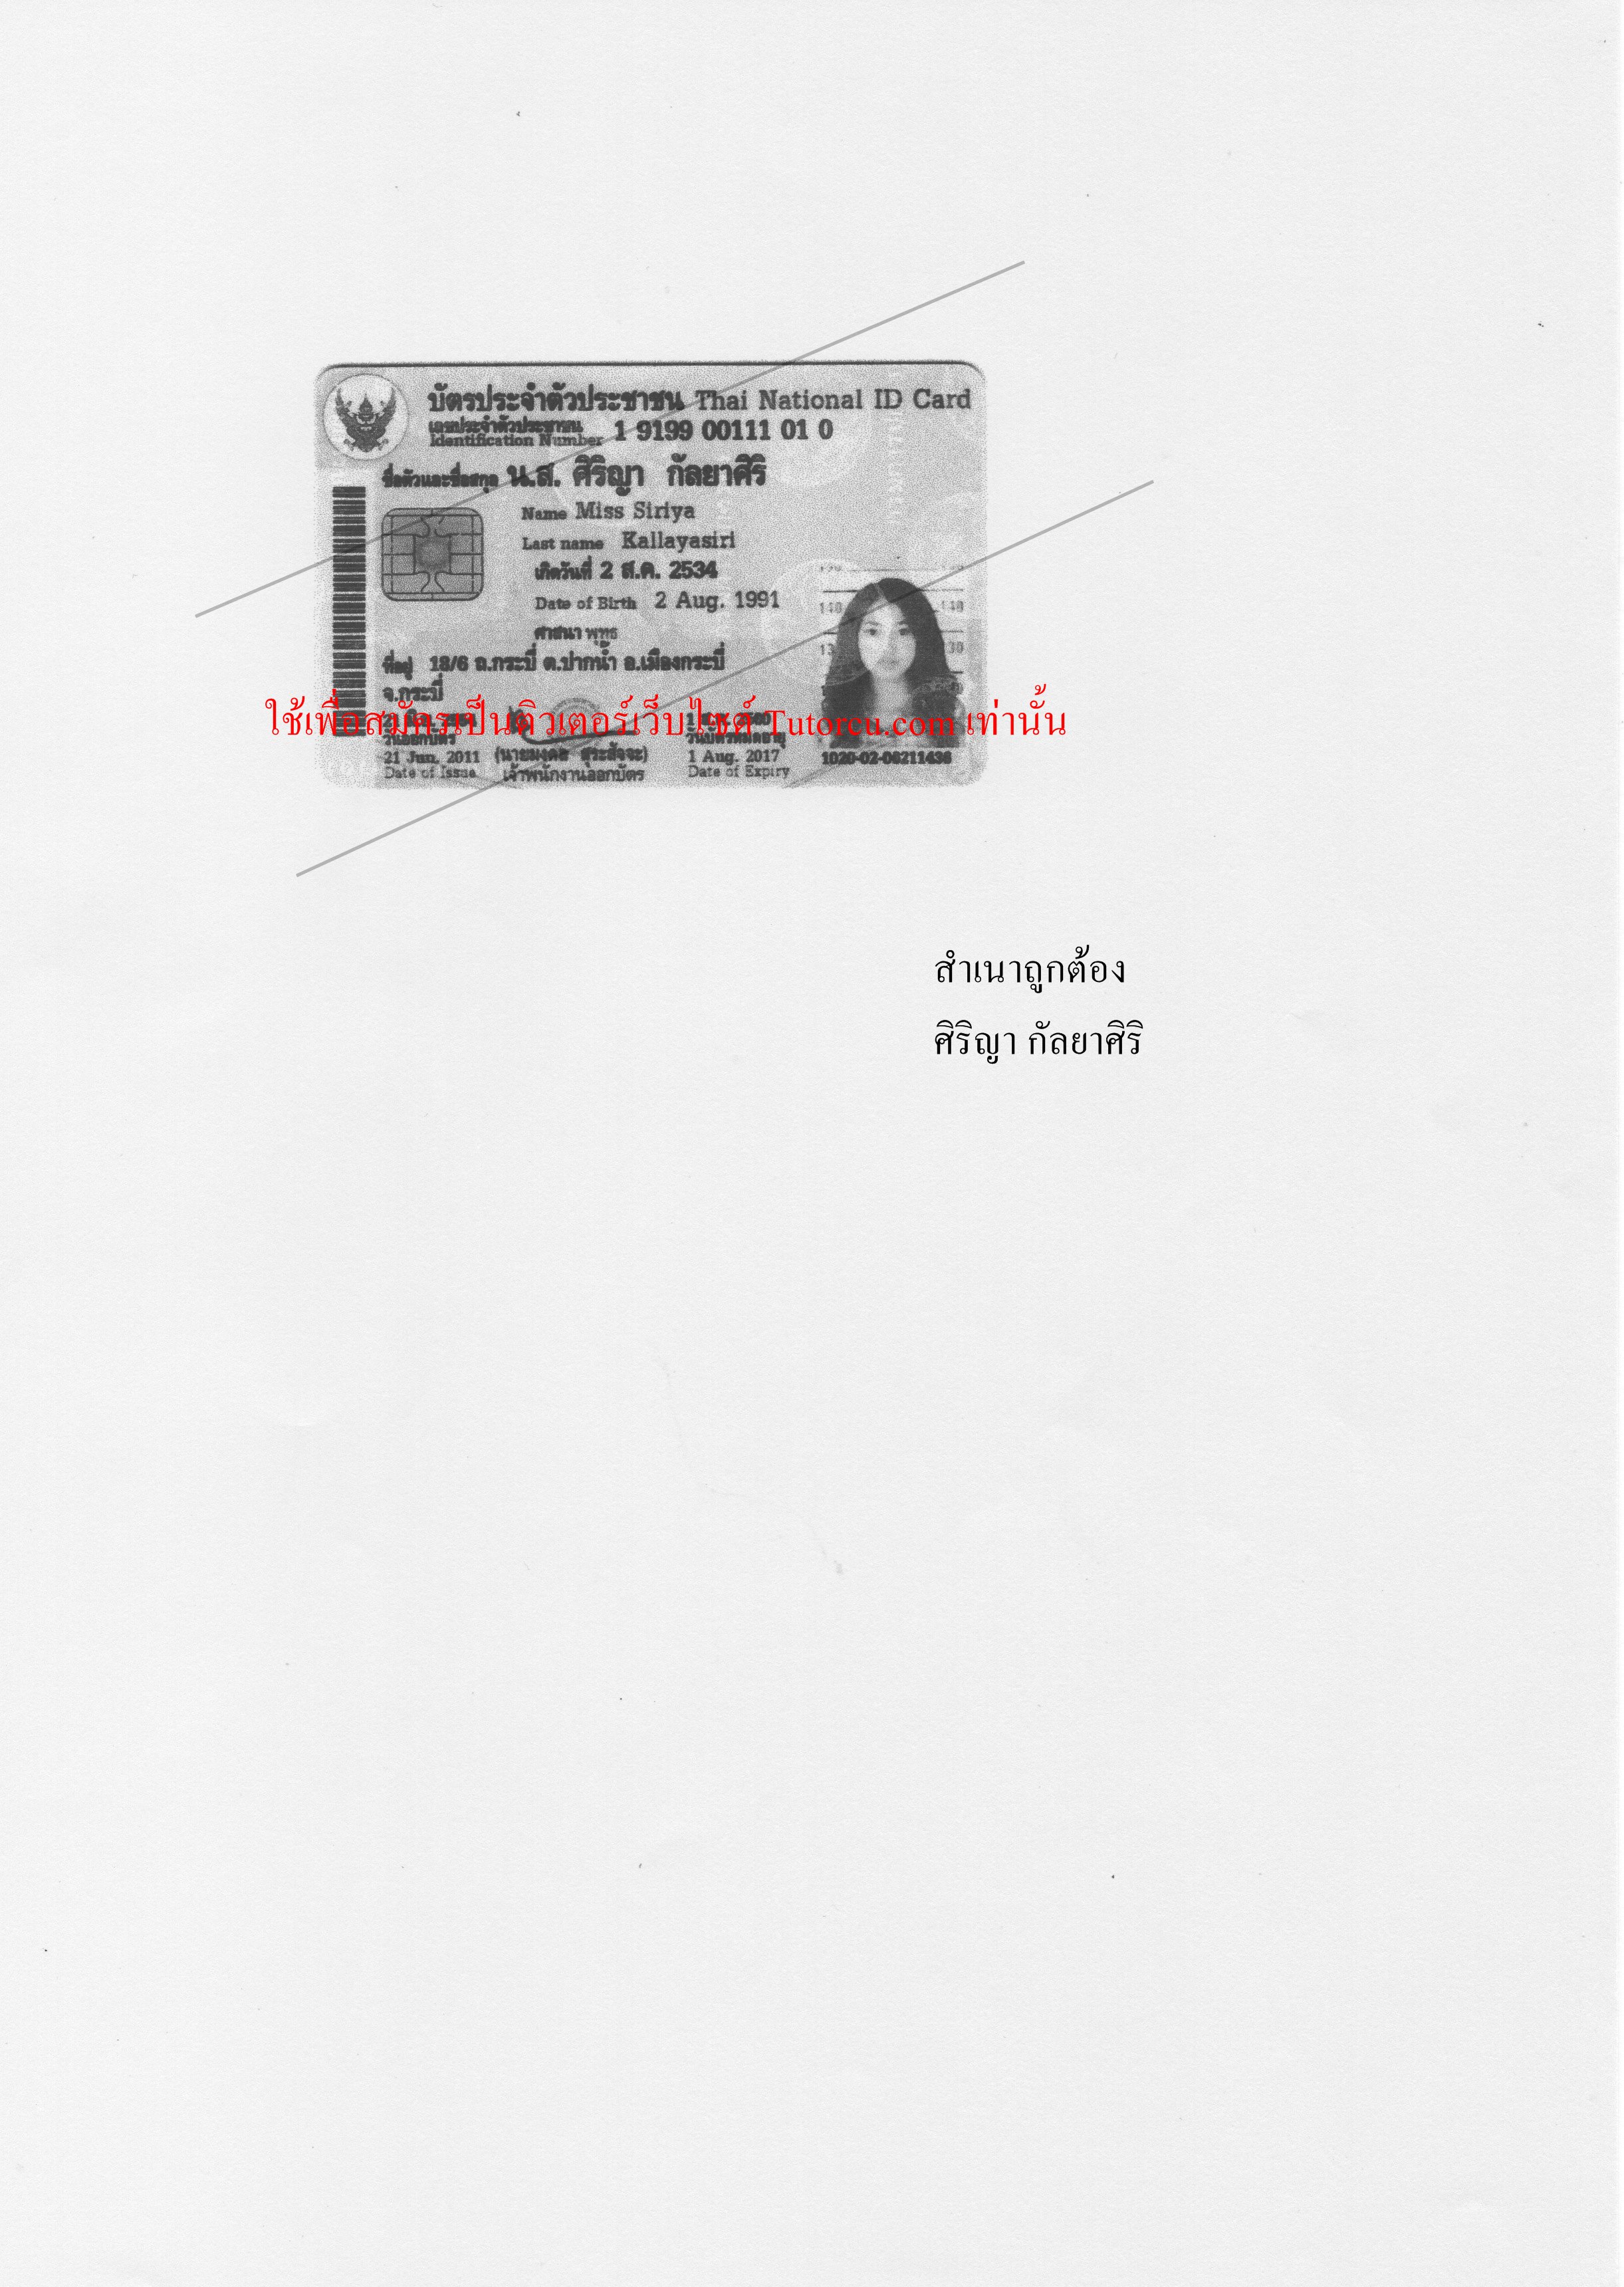 บัตรประจำตัวประชาชน Thai National ID Card
เลขประจำตัวประชาชน
Identification Number 1 9199 00111 01 0
ชื่อตัวและชื่อสกุล น.ส. ศิริญา กัลยาศิริ
Name Miss Siriya
Last name Kallayasiri
เกิดวันที่ 2 ส.ค. 2534
Date of Birth 2 Aug. 1991
ศาสนา พุทธ
ที่อยู่ 18/6 ถ.กระบี่ ต.ปากน้ำ อ.เมืองกระบี่
จ.กระบี่
ใช้เพื่อสมัครเป็นติวเตอร์เว็บไซต์ Tutorcu.com เท่านั้น
วันออกบัตร
วันบัตรหมดอายุ
21 Jun. 2011
Date of Issue
(นายมงคล สุระสัจจะ)
เจ้าพนักงานออกบัตร
1 Aug. 2017
Date of Expiry
1020-02-06211436
สำเนาถูกต้อง
ศิริญา กัลยาศิริ